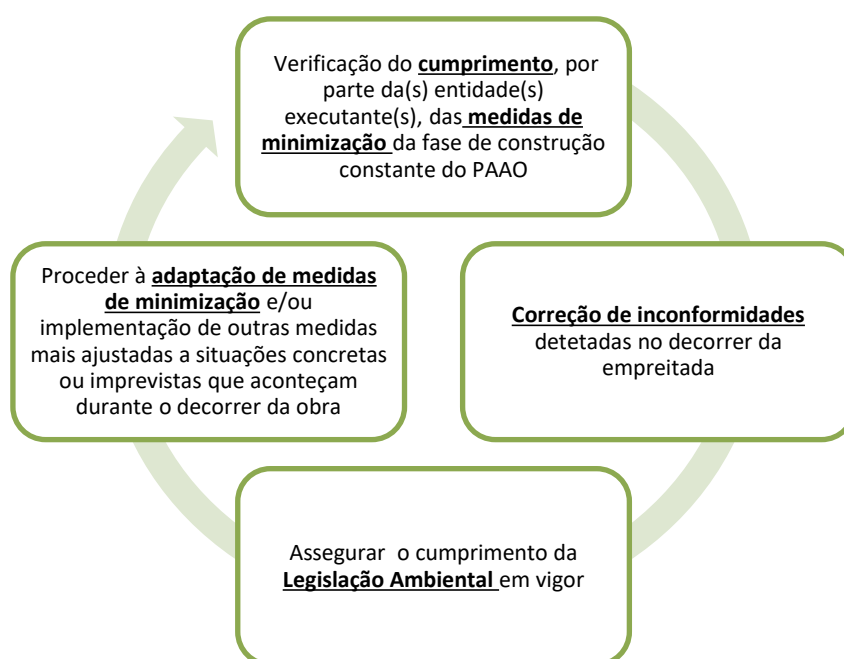 Verificação do cumprimento, por
parte da(s) entidade(s)
executante(s), das medidas de
minimização da fase de construção
constante do PAAO
Correção de inconformidades
detetadas no decorrer da
empreitada
Assegurar o cumprimento da
Legislação Ambiental em vigor
Proceder à adaptação de medidas
de minimização e/ou
implementação de outras medidas
mais ajustadas a situações concretas
ou imprevistas que aconteçam
durante o decorrer da obra